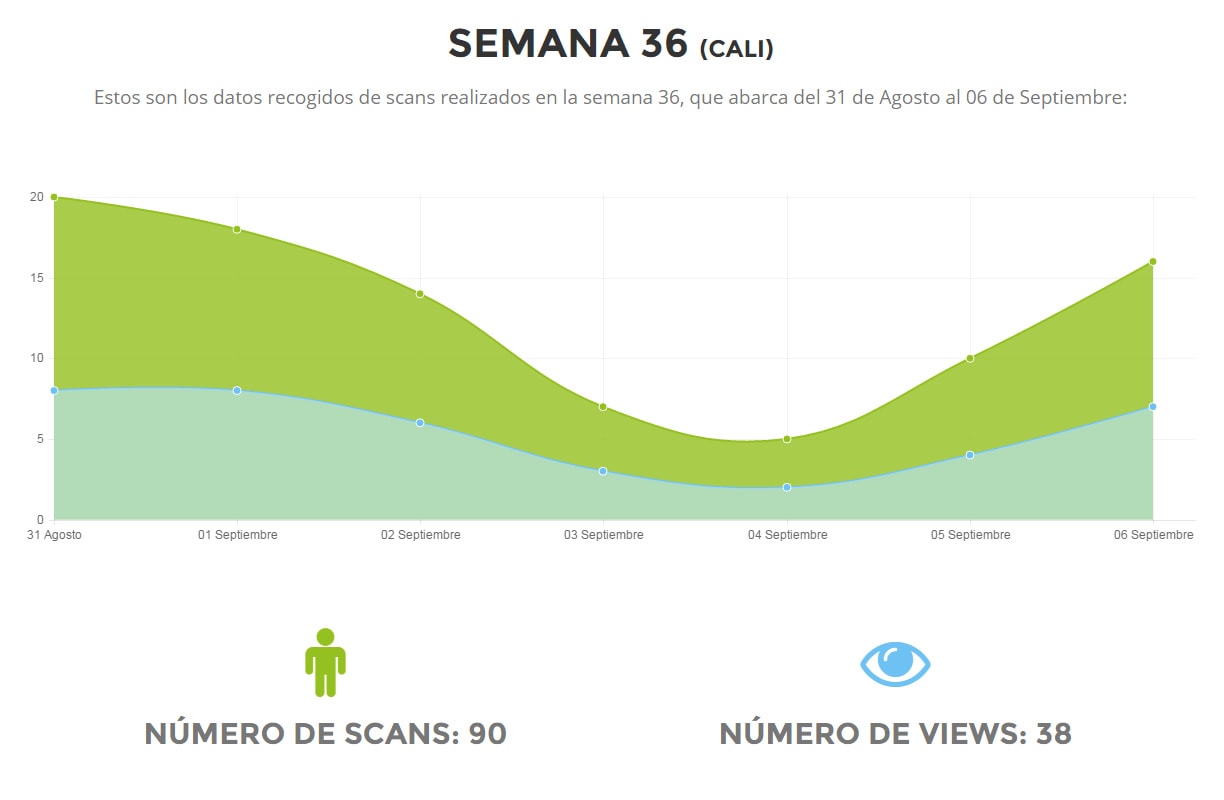 SEMANA 36 (CALI)
Estos son los datos recogidos de scans realizados en la semana 36, que abarca del 31 de Agosto al 06 de Septiembre:
20
15
10
5
0
31 Agosto 01 Septiembre 02 Septiembre 03 Septiembre 04 Septiembre 05 Septiembre 06 Septiembre
NÚMERO DE SCANS: 90 NÚMERO DE VIEWS: 38